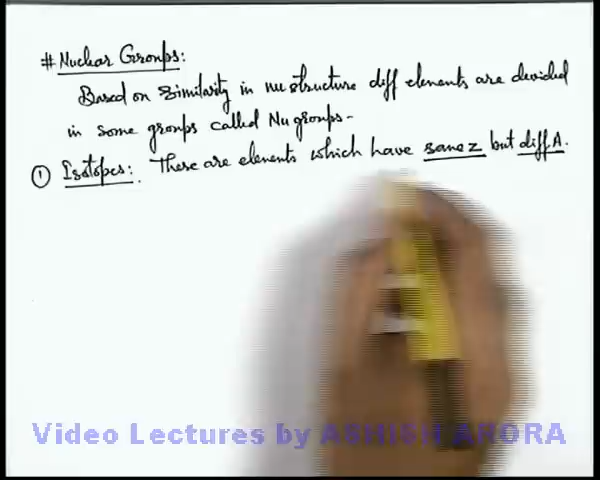 # Nuclear Groups:
Based on Similarity in nu structure diff elements are devided
in some groups called Nu groups-
① Isotopes: These are elements which have same z but diff A.
Video Lectures by ASHISH ARORA